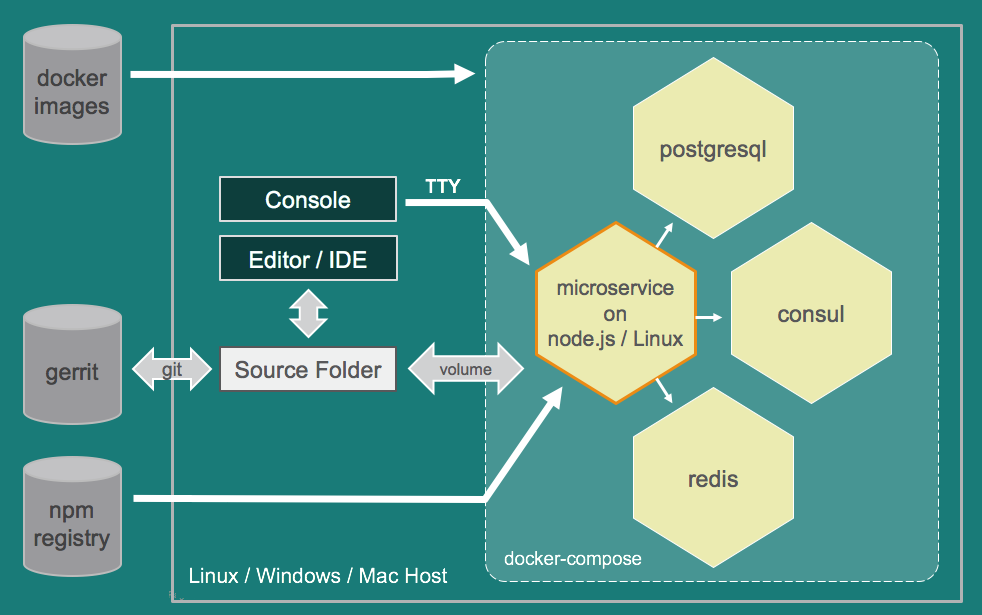 docker
images
postgresql
TTY
Console
Editor / IDE
microservice
on
node.js / Linux
consul
gerrit
git
Source Folder
volume
npm
registry
redis
docker-compose
Linux / Windows / Mac Host